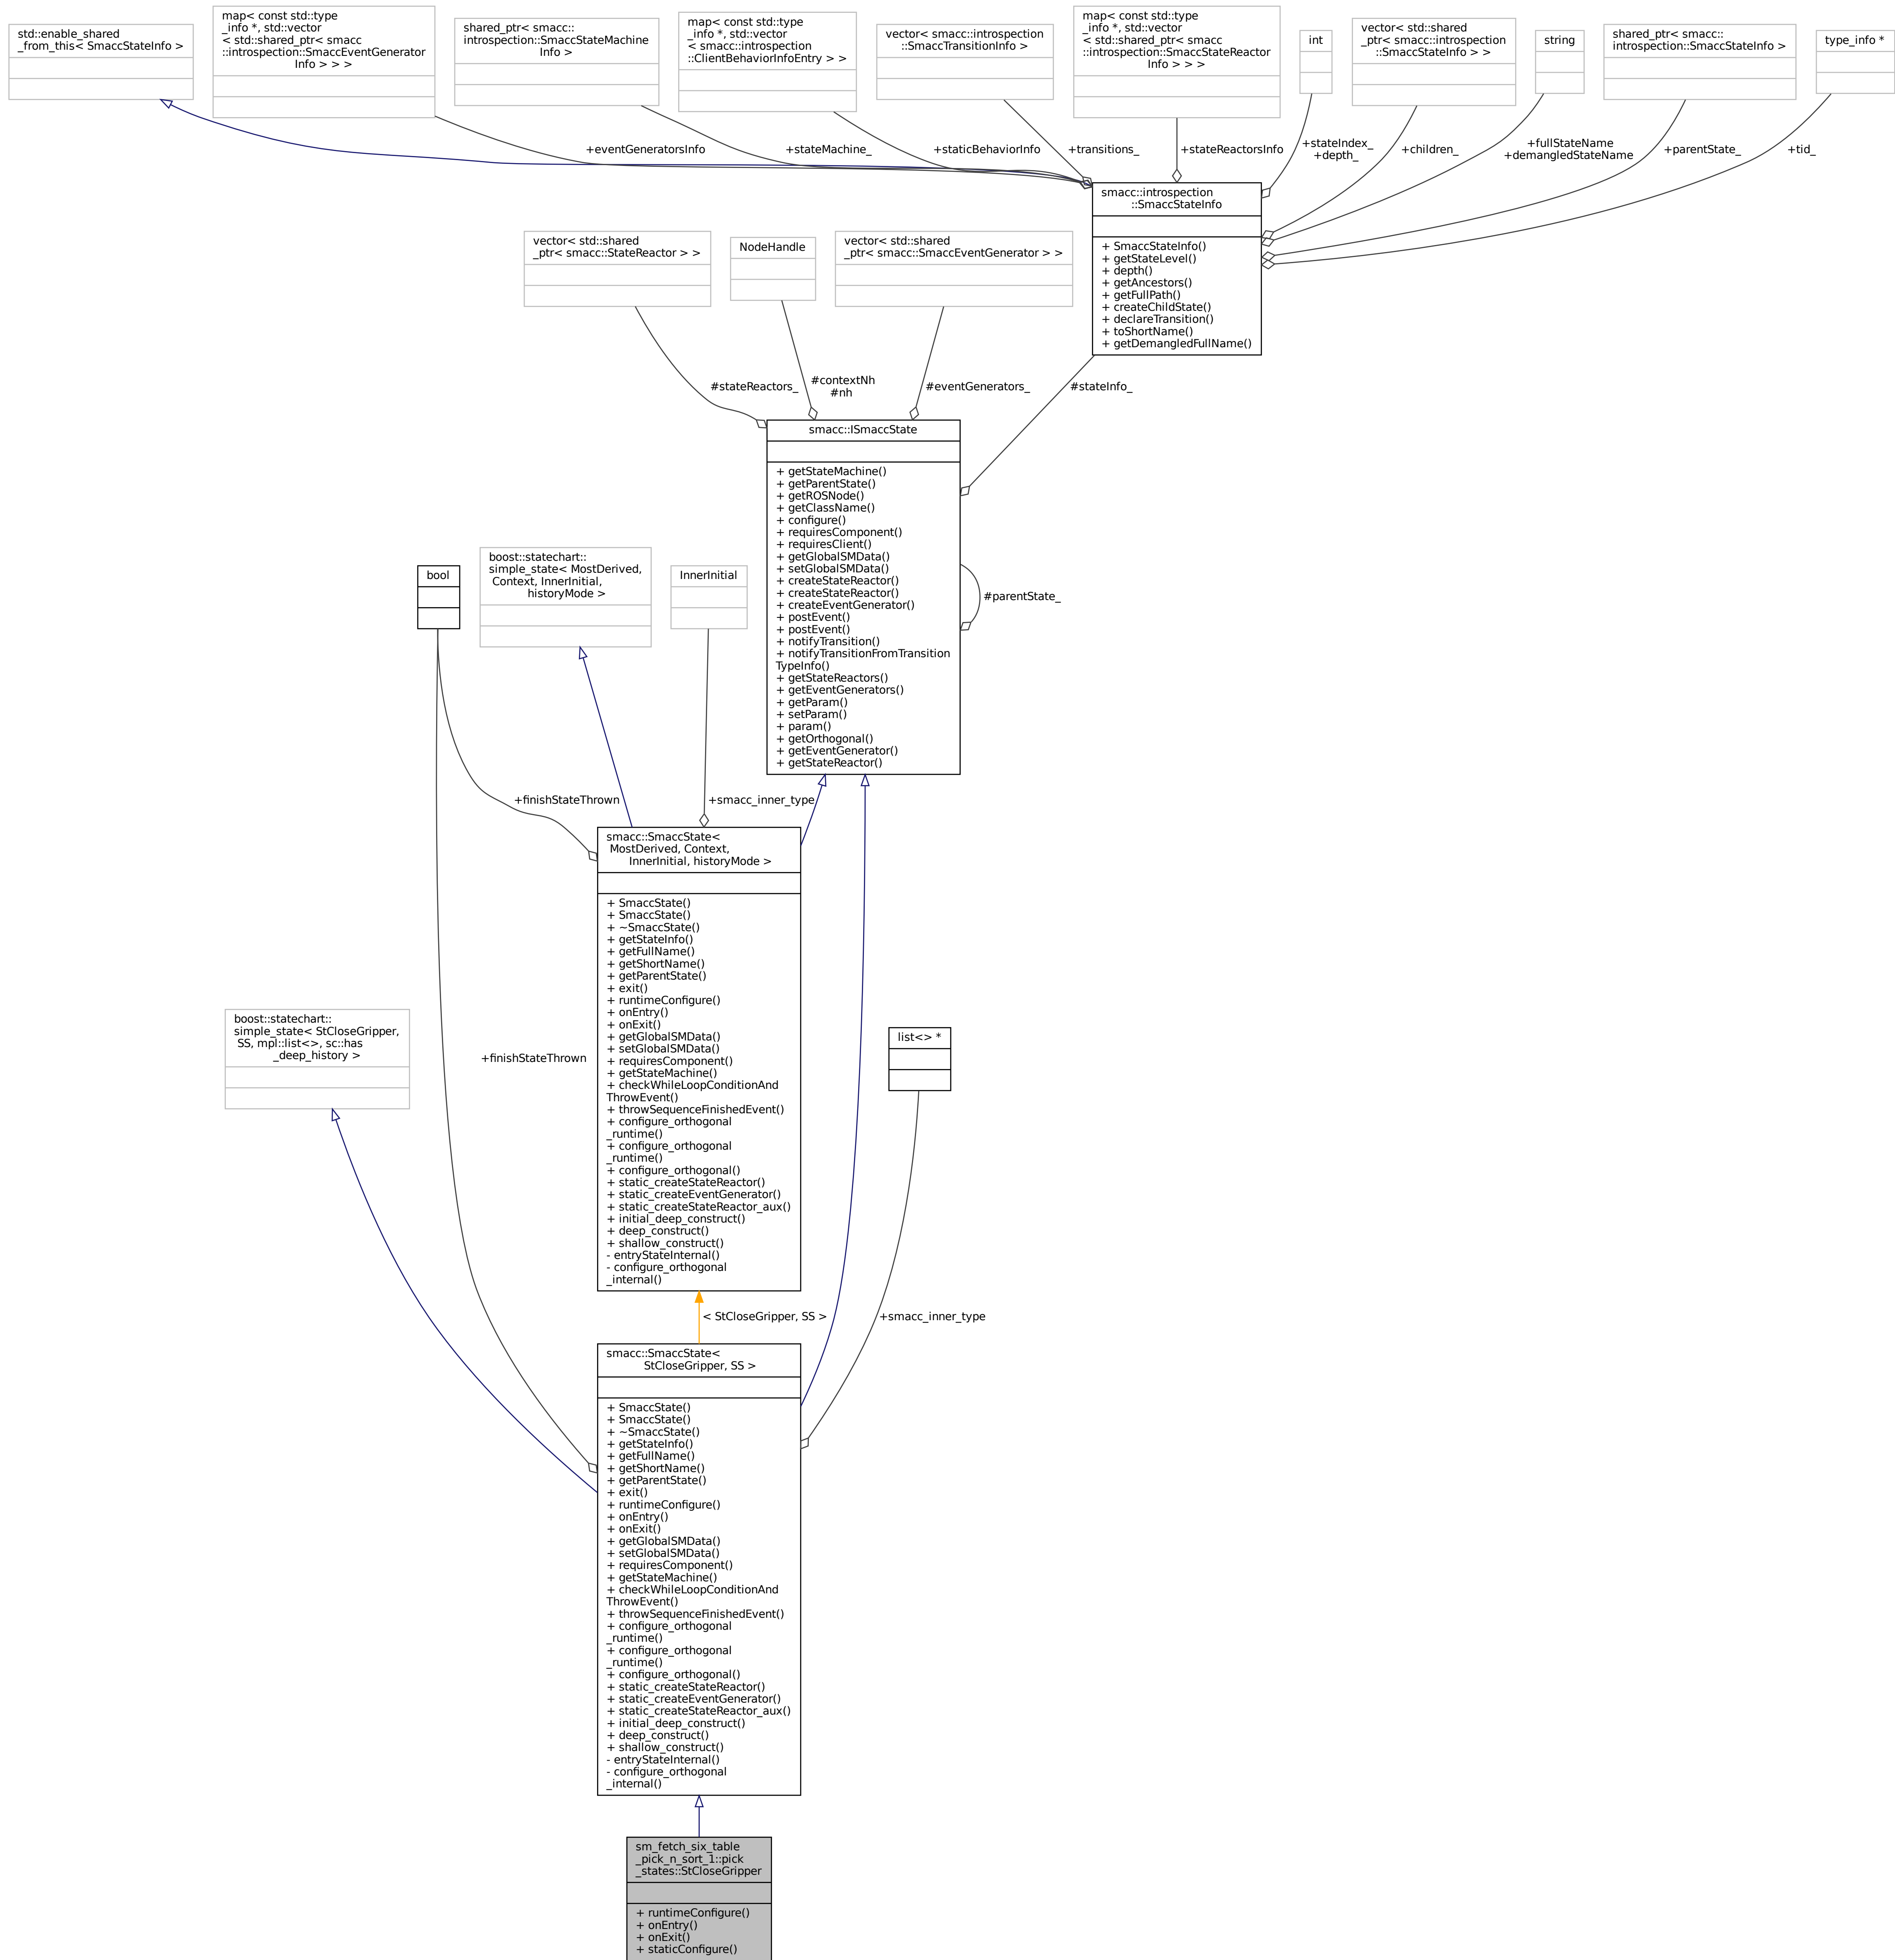 std::enable_shared
_from_this< SmaccStateInfo >
map< const std::type
_info *, std::vector
< std::shared_ptr< smacc
::introspection::SmaccEventGenerator
Info > > >
shared_ptr< smacc::
introspection::SmaccStateMachine
Info >
map< const std::type
_info *, std::vector
< smacc::introspection
::ClientBehaviorInfoEntry > >
vector< smacc::introspection
::SmaccTransitionInfo >
map< const std::type
_info *, std::vector
< std::shared_ptr< smacc
::introspection::SmaccStateReactor
Info > > >
int
vector< std::shared
_ptr< smacc::introspection
::SmaccStateInfo > >
string
shared_ptr< smacc::
introspection::SmaccStateInfo >
type_info *
+eventGeneratorsInfo
+stateMachine_
+staticBehaviorInfo
+transitions_
+stateReactorsInfo
+stateIndex_
+depth_
+children_
+fullStateName
+demangledStateName
+parentState_
+tid_
smacc::introspection
::SmaccStateInfo
+ SmaccStateInfo()
+ getStateLevel()
+ depth()
+ getAncestors()
+ getFullPath()
+ createChildState()
+ declareTransition()
+ toShortName()
+ getDemangledFullName()
vector< std::shared
_ptr< smacc::StateReactor > >
NodeHandle
vector< std::shared
_ptr< smacc::SmaccEventGenerator > >
#stateReactors_
#contextNh
#nh
#eventGenerators_
#stateInfo_
smacc::ISmaccState
+ getStateMachine()
+ getParentState()
+ getROSNode()
+ getClassName()
+ configure()
+ requiresComponent()
+ requiresClient()
+ getGlobalSMData()
+ setGlobalSMData()
+ createStateReactor()
+ createStateReactor()
+ createEventGenerator()
+ postEvent()
+ postEvent()
+ notifyTransition()
+ notifyTransitionFromTransition
TypeInfo()
+ getStateReactors()
+ getEventGenerators()
+ getParam()
+ setParam()
+ param()
+ getOrthogonal()
+ getEventGenerator()
+ getStateReactor()
#parentState_
bool
boost::statechart::
simple_state< MostDerived,
Context, InnerInitial,
historyMode >
InnerInitial
+finishStateThrown
+smacc_inner_type
smacc::SmaccState<
MostDerived, Context,
InnerInitial, historyMode >
+ SmaccState()
+ SmaccState()
+ ~SmaccState()
+ getStateInfo()
+ getFullName()
+ getShortName()
+ getParentState()
+ exit()
+ runtimeConfigure()
+ onEntry()
+ onExit()
+ getGlobalSMData()
+ setGlobalSMData()
+ requiresComponent()
+ getStateMachine()
+ checkWhileLoopConditionAnd
ThrowEvent()
+ throwSequenceFinishedEvent()
+ configure_orthogonal
_runtime()
+ configure_orthogonal
_runtime()
+ configure_orthogonal()
+ static_createStateReactor()
+ static_createEventGenerator()
+ static_createStateReactor_aux()
+ initial_deep_construct()
+ deep_construct()
+ shallow_construct()
- entryStateInternal()
- configure_orthogonal
_internal()
boost::statechart::
simple_state< StCloseGripper,
SS, mpl::list<>, sc::has
_deep_history >
+finishStateThrown
list<> *
< StCloseGripper, SS >
+smacc_inner_type
smacc::SmaccState<
StCloseGripper, SS >
+ SmaccState()
+ SmaccState()
+ ~SmaccState()
+ getStateInfo()
+ getFullName()
+ getShortName()
+ getParentState()
+ exit()
+ runtimeConfigure()
+ onEntry()
+ onExit()
+ getGlobalSMData()
+ setGlobalSMData()
+ requiresComponent()
+ getStateMachine()
+ checkWhileLoopConditionAnd
ThrowEvent()
+ throwSequenceFinishedEvent()
+ configure_orthogonal
_runtime()
+ configure_orthogonal
_runtime()
+ configure_orthogonal()
+ static_createStateReactor()
+ static_createEventGenerator()
+ static_createStateReactor_aux()
+ initial_deep_construct()
+ deep_construct()
+ shallow_construct()
- entryStateInternal()
- configure_orthogonal
_internal()
sm_fetch_six_table
_pick_n_sort_1::pick
_states::StCloseGripper
+ runtimeConfigure()
+ onEntry()
+ onExit()
+ staticConfigure()